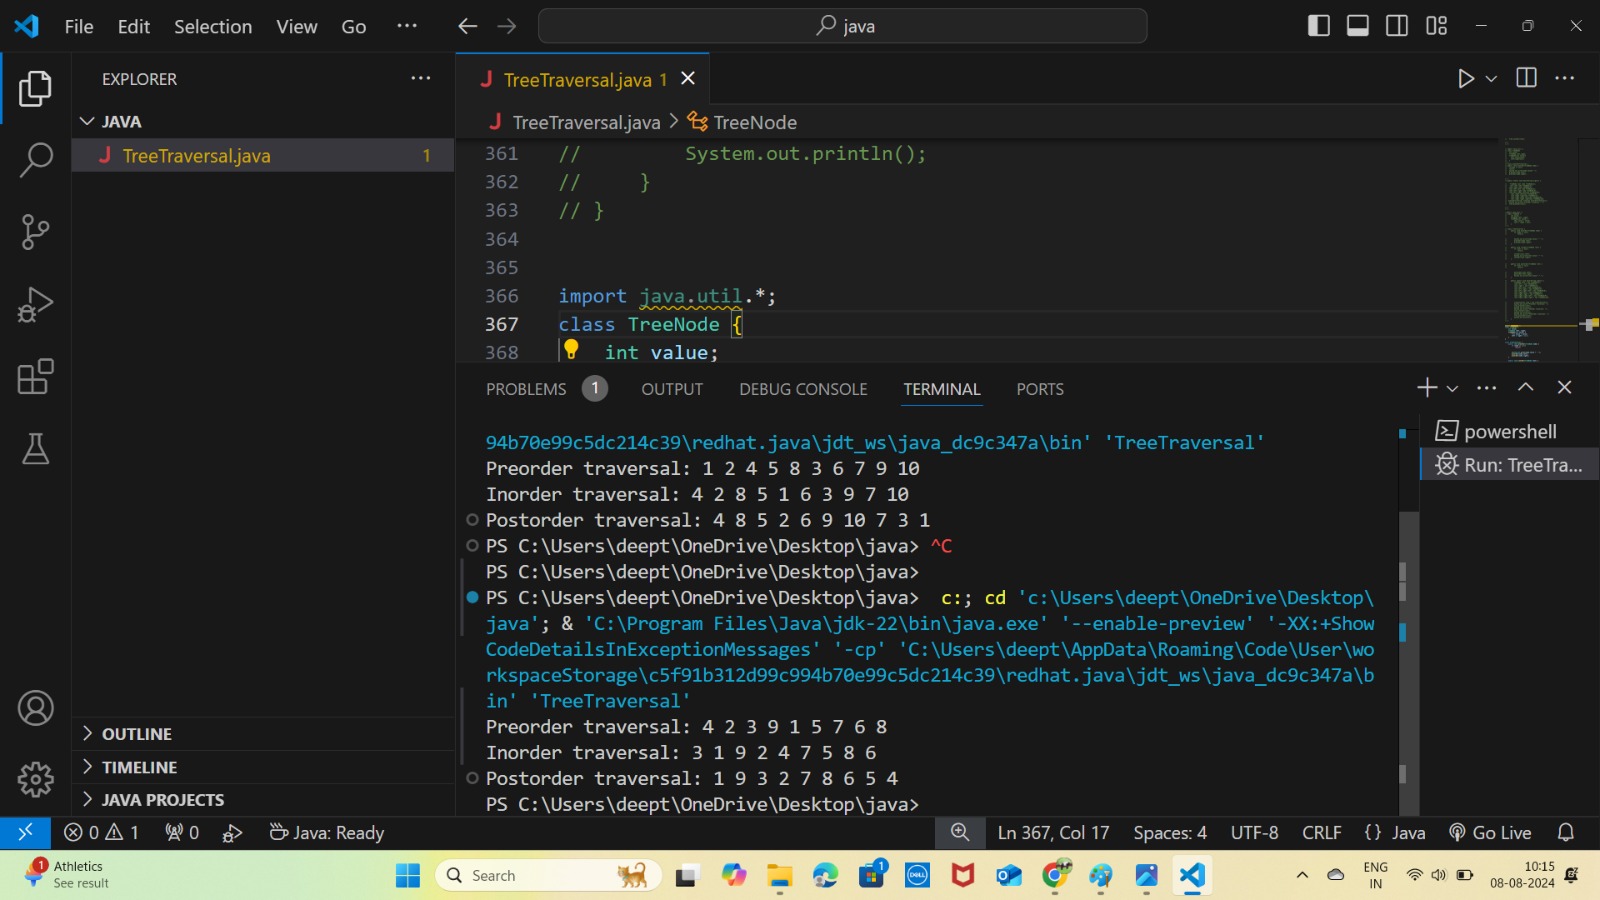 File Edit Selection View Go ··· java
EXPLORER ···
JAVA
TreeTraversal.java 1
OUTLINE
TIMELINE
JAVA PROJECTS
TreeTraversal.java 1
TreeTraversal.java > TreeNode
361 //         System.out.println();
362 //     }
363 // }
364
365
366 import java.util.*;
367 class TreeNode {
368     int value;
PROBLEMS 1 OUTPUT DEBUG CONSOLE TERMINAL PORTS
94b70e99c5dc214c39\redhat.java\jdt_ws\java_dc9c347a\bin' 'TreeTraversal'
Preorder traversal: 1 2 4 5 8 3 6 7 9 10
Inorder traversal: 4 2 8 5 1 6 3 9 7 10
Postorder traversal: 4 8 5 2 6 9 10 7 3 1
PS C:\Users\deept\OneDrive\Desktop\java> ^C
PS C:\Users\deept\OneDrive\Desktop\java>
PS C:\Users\deept\OneDrive\Desktop\java>  c:; cd 'c:\Users\deept\OneDrive\Desktop\
java'; & 'C:\Program Files\Java\jdk-22\bin\java.exe' '--enable-preview' '-XX:+Show
CodeDetailsInExceptionMessages' '-cp' 'C:\Users\deept\AppData\Roaming\Code\User\wo
rkspaceStorage\c5f91b312d99c994b70e99c5dc214c39\redhat.java\jdt_ws\java_dc9c347a\b
in' 'TreeTraversal'
Preorder traversal: 4 2 3 9 1 5 7 6 8
Inorder traversal: 3 1 9 2 4 7 5 8 6
Postorder traversal: 1 9 3 2 7 8 6 5 4
PS C:\Users\deept\OneDrive\Desktop\java>
powershell
Run: TreeTra...
0 1 0 Java: Ready Ln 367, Col 17 Spaces: 4 UTF-8 CRLF {} Java Go Live
1 Athletics
See result
Search
DELL
1
ENG
IN
10:15
08-08-2024